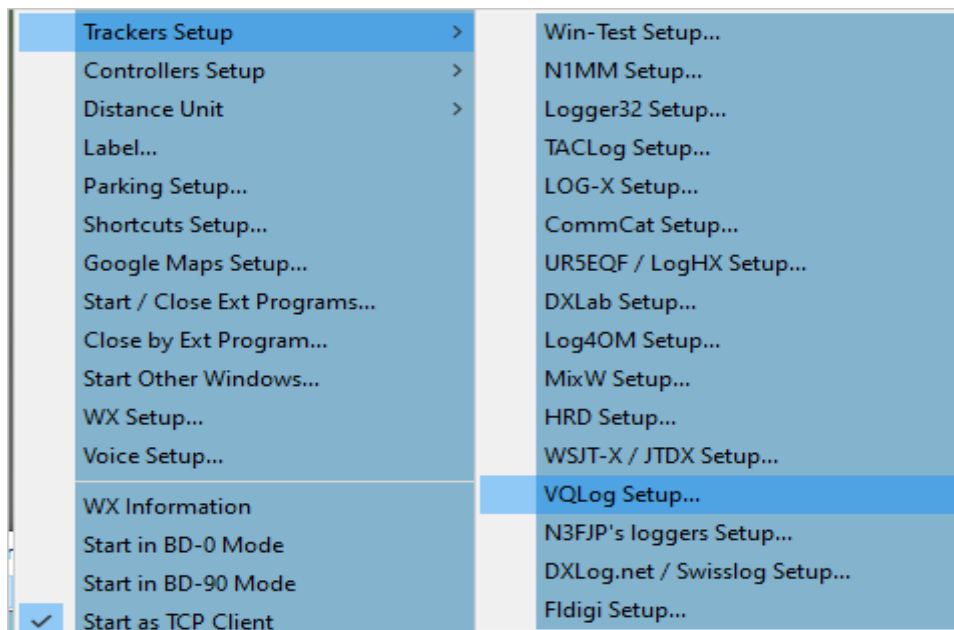 Trackers Setup
Controllers Setup
Distance Unit
Label...
Parking Setup...
Shortcuts Setup...
Google Maps Setup...
Start / Close Ext Programs...
Close by Ext Program...
Start Other Windows...
WX Setup...
Voice Setup...
WX Information
Start in BD-0 Mode
Start in BD-90 Mode
Start as TCP Client
Win-Test Setup...
N1MM Setup...
Logger32 Setup...
TACLog Setup...
LOG-X Setup...
CommCat Setup...
UR5EQF / LogHX Setup...
DXLab Setup...
Log4OM Setup...
MixW Setup...
HRD Setup...
WSJT-X / JTDX Setup...
VQLog Setup...
N3FJP's loggers Setup...
DXLog.net / Swisslog Setup...
Fldigi Setup...